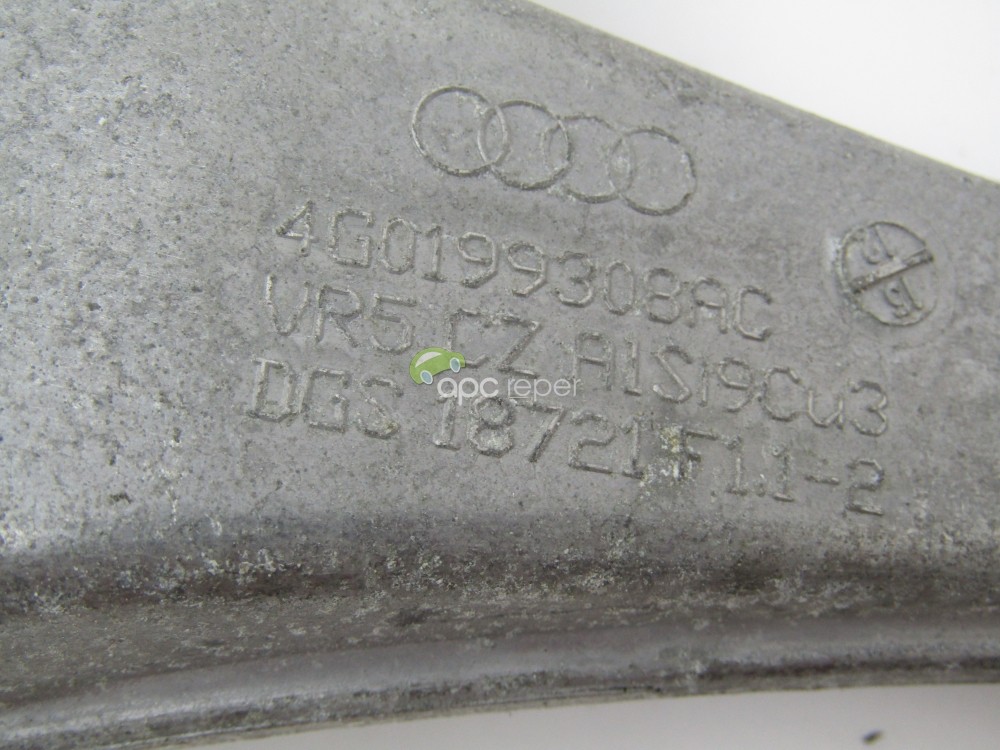 4G0199308AC
VR5 CZ AlSi9Cu3
DGS 18721 F1.1-2
apc reper